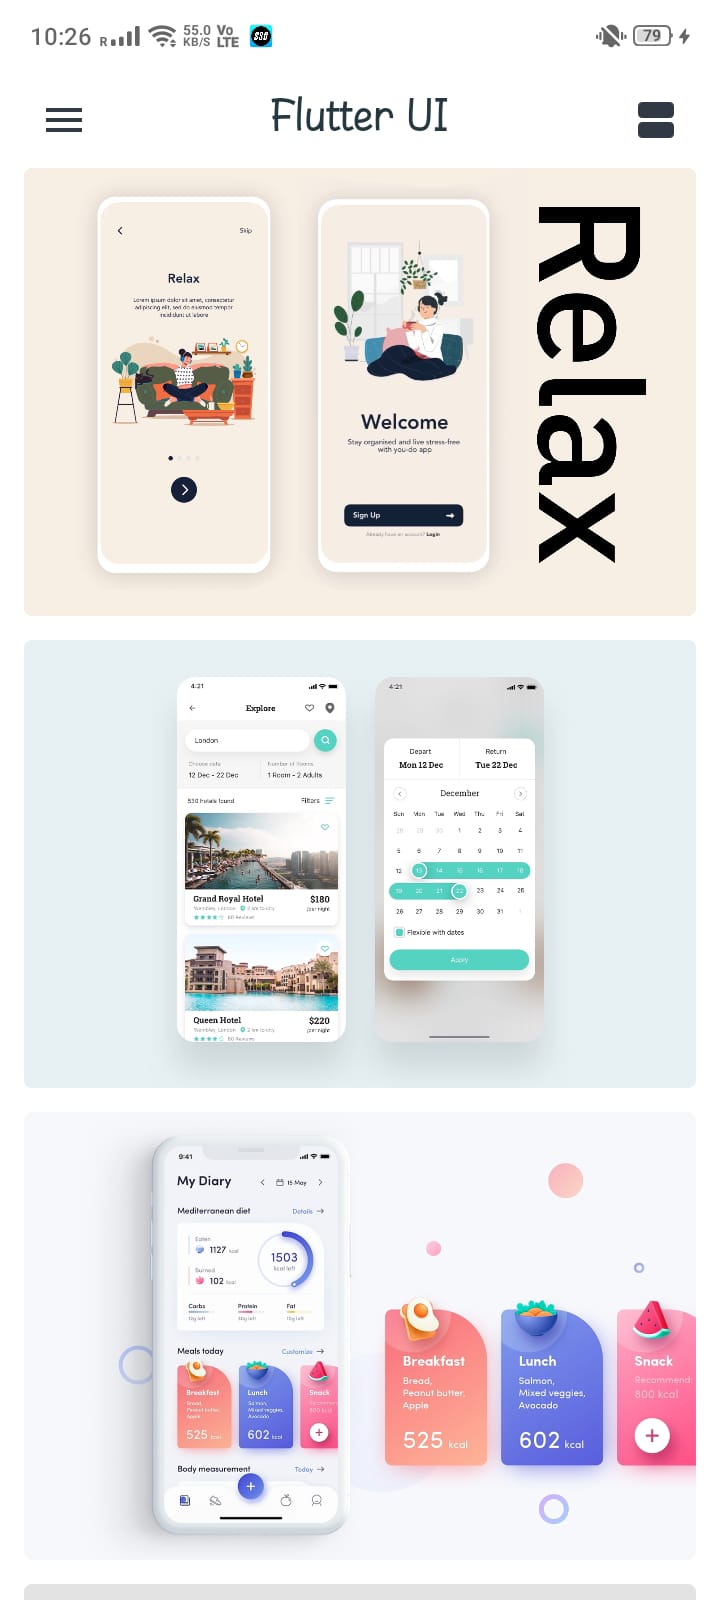 10:26 R 55.0 KB/S Vo LTE 79
Flutter UI
Skip
Relax
Lorem ipsum dolor sit amet, consectetur
adipiscing elit, sed do eiusmod tempor
incididunt ut labore
Welcome
Stay organised and live stress-free
with you-do app
Sign Up
Already have an account? Login
Relax
4:21
Explore
London
Choose date
12 Dec - 22 Dec
Number of Rooms
1 Room - 2 Adults
530 hotels found
Filters
Grand Royal Hotel $180
Wembley, London 2 km to city /per night
80 Reviews
Queen Hotel $220
Wembley, London 2 km to city /per night
80 Reviews
4:21
Depart Return
Mon 12 Dec Tue 22 Dec
December
Sun Mon Tue Wed Thu Fri Sat
28 29 30 1 2 3 4
5 6 7 8 9 10 11
12 13 14 15 16 17 18
19 20 21 22 23 24 25
26 27 28 29 30 31 1
Flexible with dates
Apply
9:41
My Diary 15 May
Mediterranean diet Details
Eaten
1127 kcal
Burned
102 kcal
1503
kcal left
Carbs Protein Fat
12g left 30g left 10g left
Meals today Customize
Breakfast
Bread,
Peanut butter,
Apple
525 kcal
Lunch
Salmon,
Mixed veggies,
Avocado
602 kcal
Snack
Recommend:
800 kcal
Body measurement Today
Breakfast
Bread,
Peanut butter,
Apple
525 kcal
Lunch
Salmon,
Mixed veggies,
Avocado
602 kcal
Snack
Recommend:
800 kcal